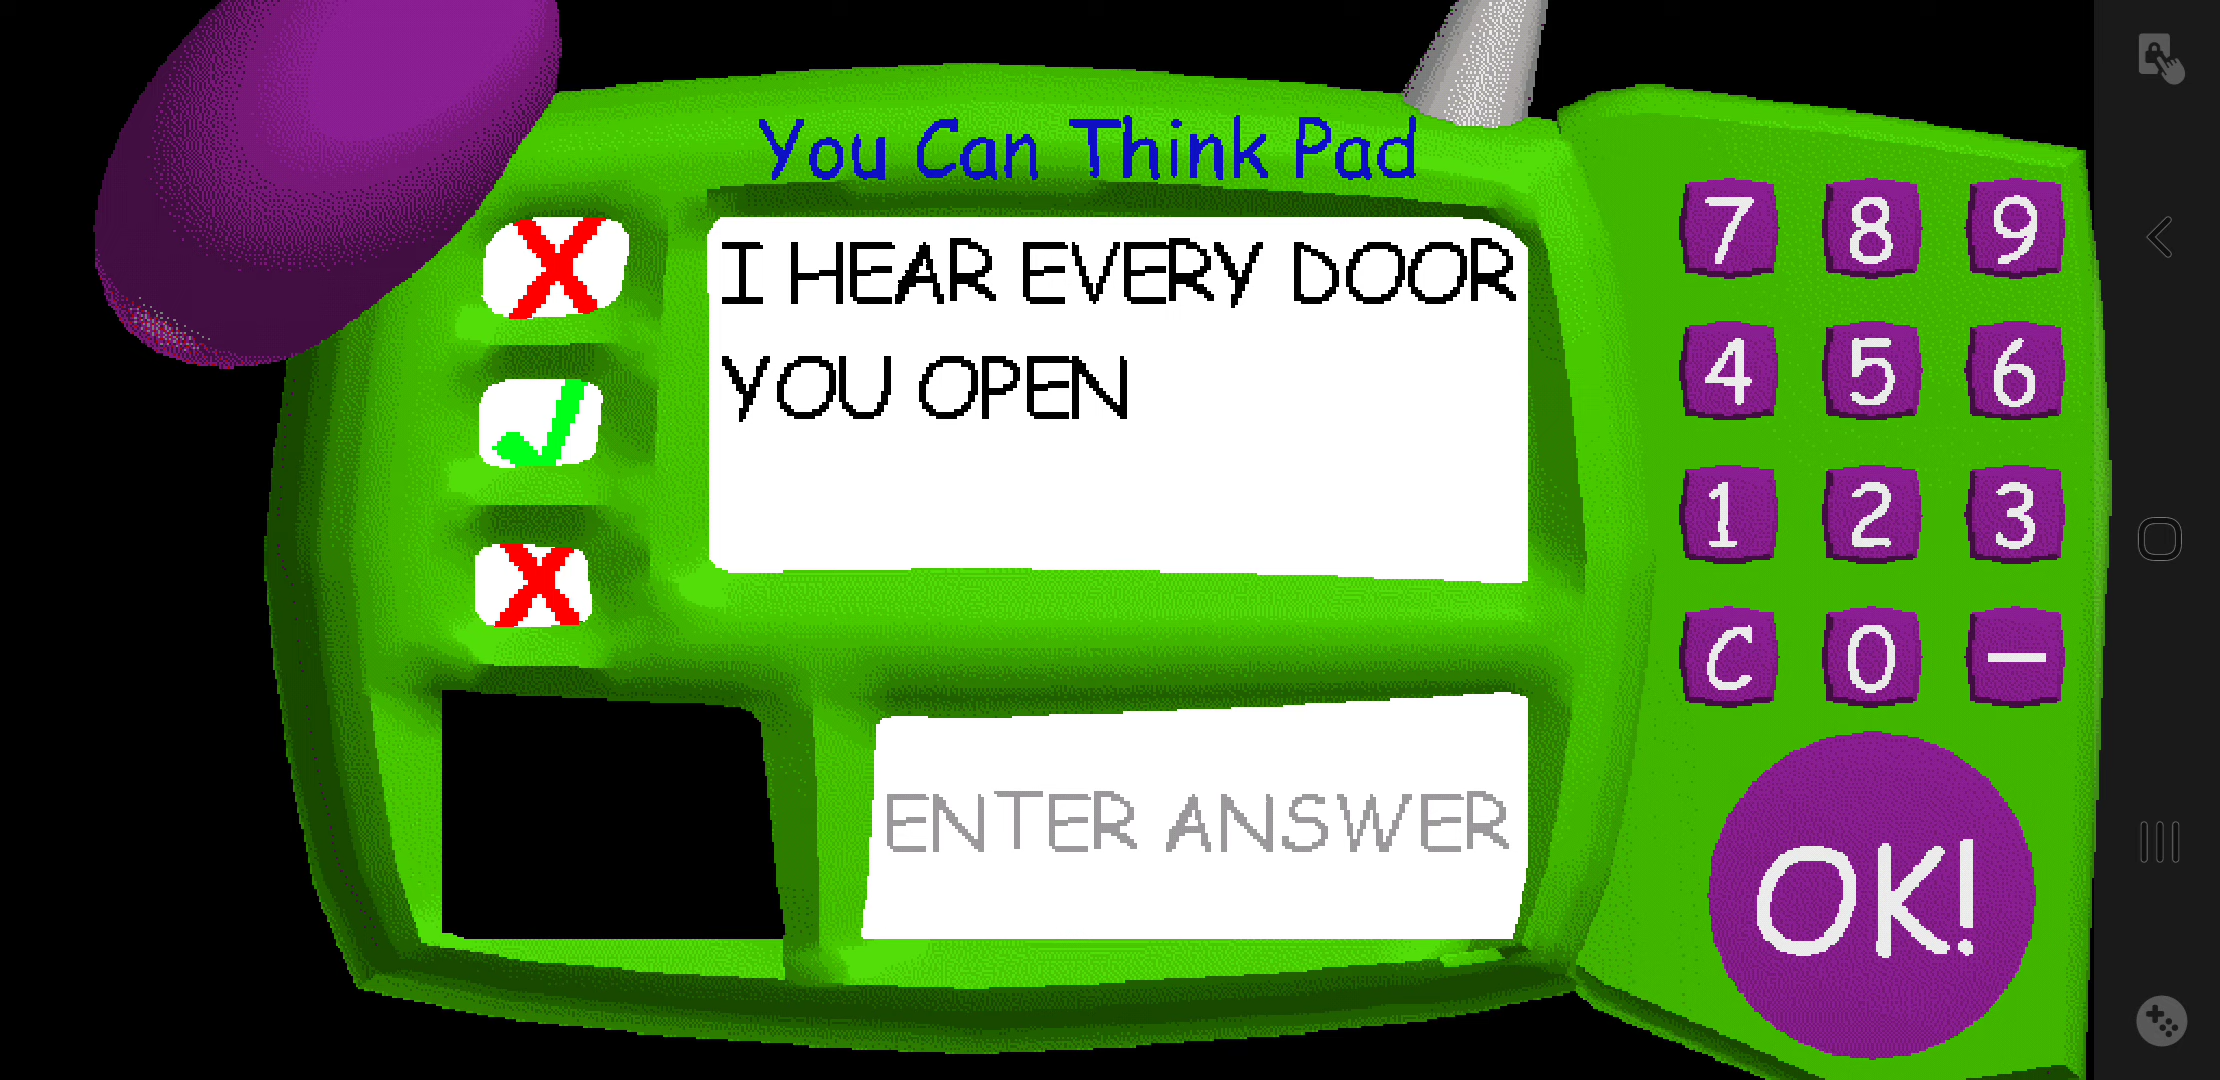 You Can Think Pad
I HEAR EVERY DOOR
YOU OPEN
ENTER ANSWER
7 8 9
4 5 6
1 2 3
C 0 −
OK!